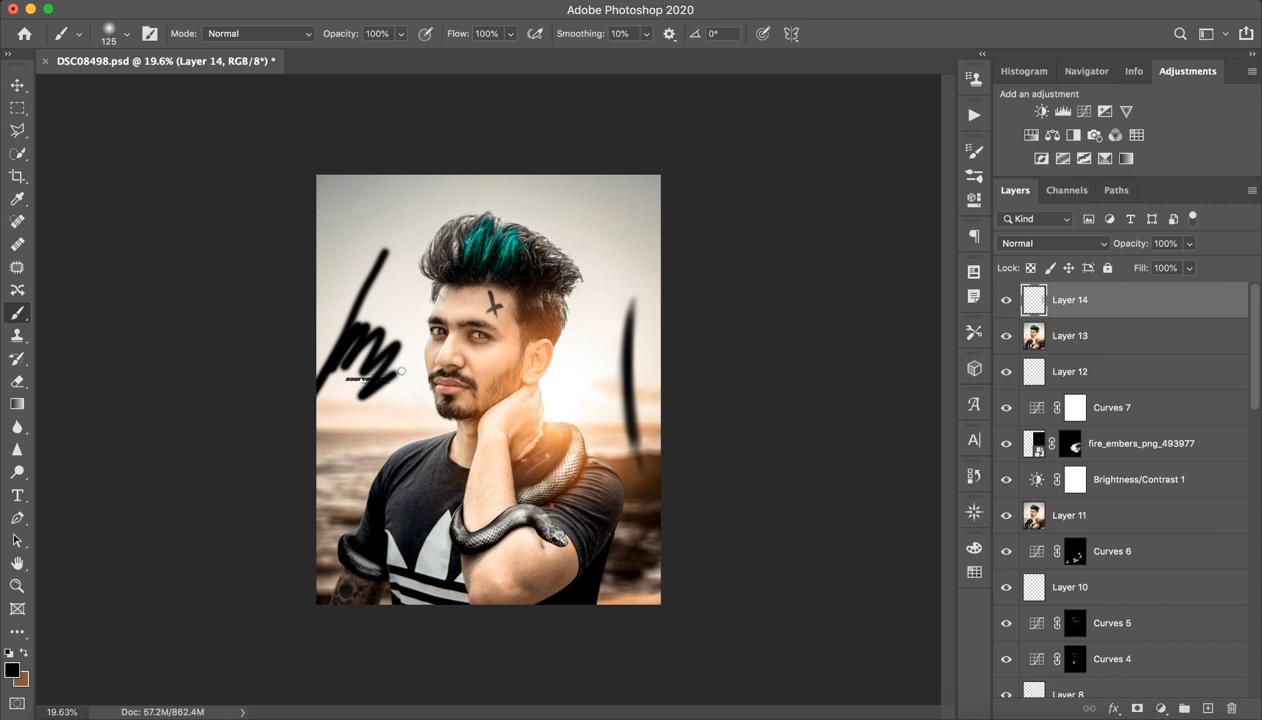 Adobe Photoshop 2020
125
Mode: Normal
Opacity: 100%
Flow: 100%
Smoothing: 10%
0°
× DSC08498.psd @ 19.6% (Layer 14, RGB/8*) *
Histogram
Navigator
Info
Adjustments
Add an adjustment
Layers
Channels
Paths
Kind
Normal
Opacity: 100%
Lock:
Fill: 100%
Layer 14
Layer 13
Layer 12
Curves 7
fire_embers_png_493977
Brightness/Contrast 1
Layer 11
Curves 6
Layer 10
Curves 5
Curves 4
Layer 8
19.63%
Doc: 57.2M/862.4M